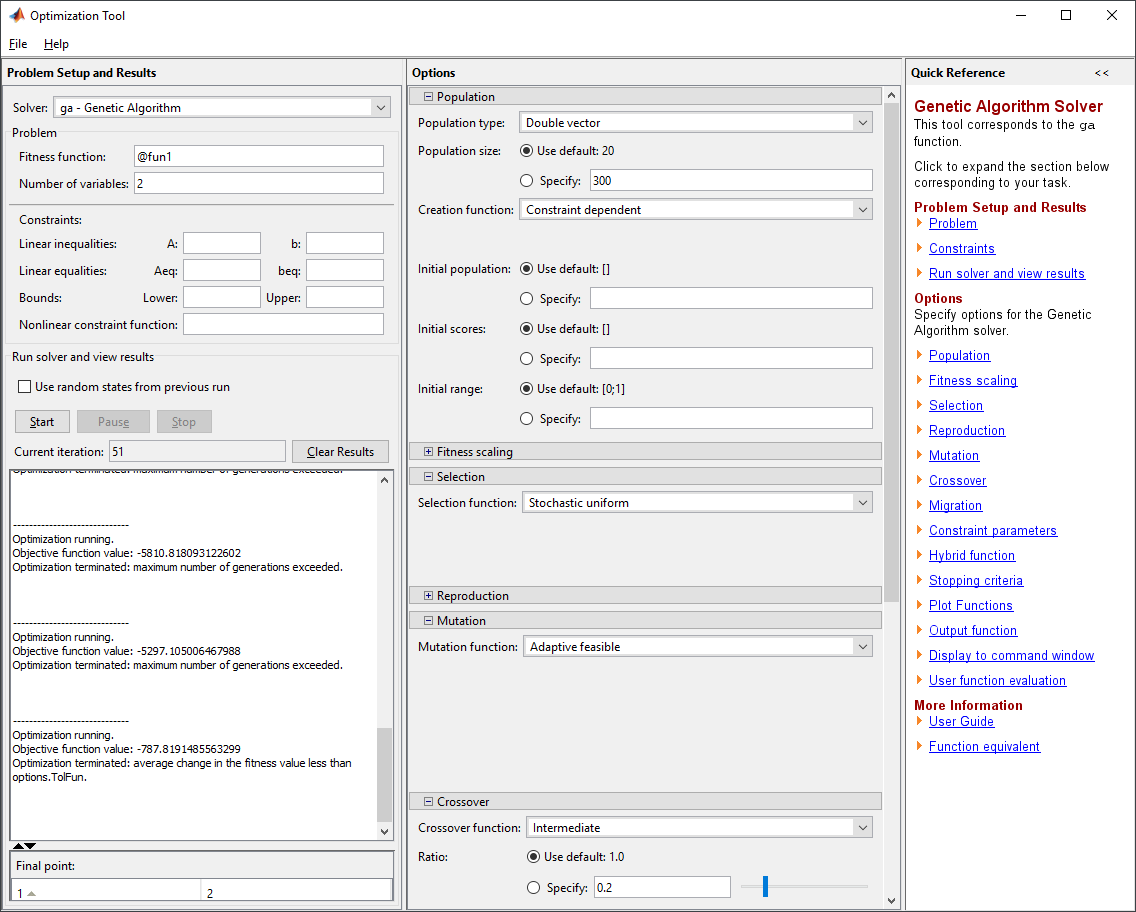 Optimization Tool
File Help
Problem Setup and Results
Solver: ga - Genetic Algorithm
Problem
Fitness function: @fun1
Number of variables: 2
Constraints:
Linear inequalities: A: b:
Linear equalities: Aeq: beq:
Bounds: Lower: Upper:
Nonlinear constraint function:
Run solver and view results
Use random states from previous run
Start Pause Stop
Current iteration: 51 Clear Results
Optimization terminated: maximum number of generations exceeded.
-----------------------------
Optimization running.
Objective function value: -5810.818093122602
Optimization terminated: maximum number of generations exceeded.
-----------------------------
Optimization running.
Objective function value: -5297.105006467988
Optimization terminated: maximum number of generations exceeded.
-----------------------------
Optimization running.
Objective function value: -787.8191485563299
Optimization terminated: average change in the fitness value less than
options.TolFun.
Final point:
1 2
Options
Population
Population type: Double vector
Population size: Use default: 20
Specify: 300
Creation function: Constraint dependent
Initial population: Use default: []
Specify:
Initial scores: Use default: []
Specify:
Initial range: Use default: [0;1]
Specify:
Fitness scaling
Selection
Selection function: Stochastic uniform
Reproduction
Mutation
Mutation function: Adaptive feasible
Crossover
Crossover function: Intermediate
Ratio: Use default: 1.0
Specify: 0.2
Quick Reference <<
Genetic Algorithm Solver
This tool corresponds to the ga
function.
Click to expand the section below
corresponding to your task.
Problem Setup and Results
Problem
Constraints
Run solver and view results
Options
Specify options for the Genetic
Algorithm solver.
Population
Fitness scaling
Selection
Reproduction
Mutation
Crossover
Migration
Constraint parameters
Hybrid function
Stopping criteria
Plot Functions
Output function
Display to command window
User function evaluation
More Information
User Guide
Function equivalent